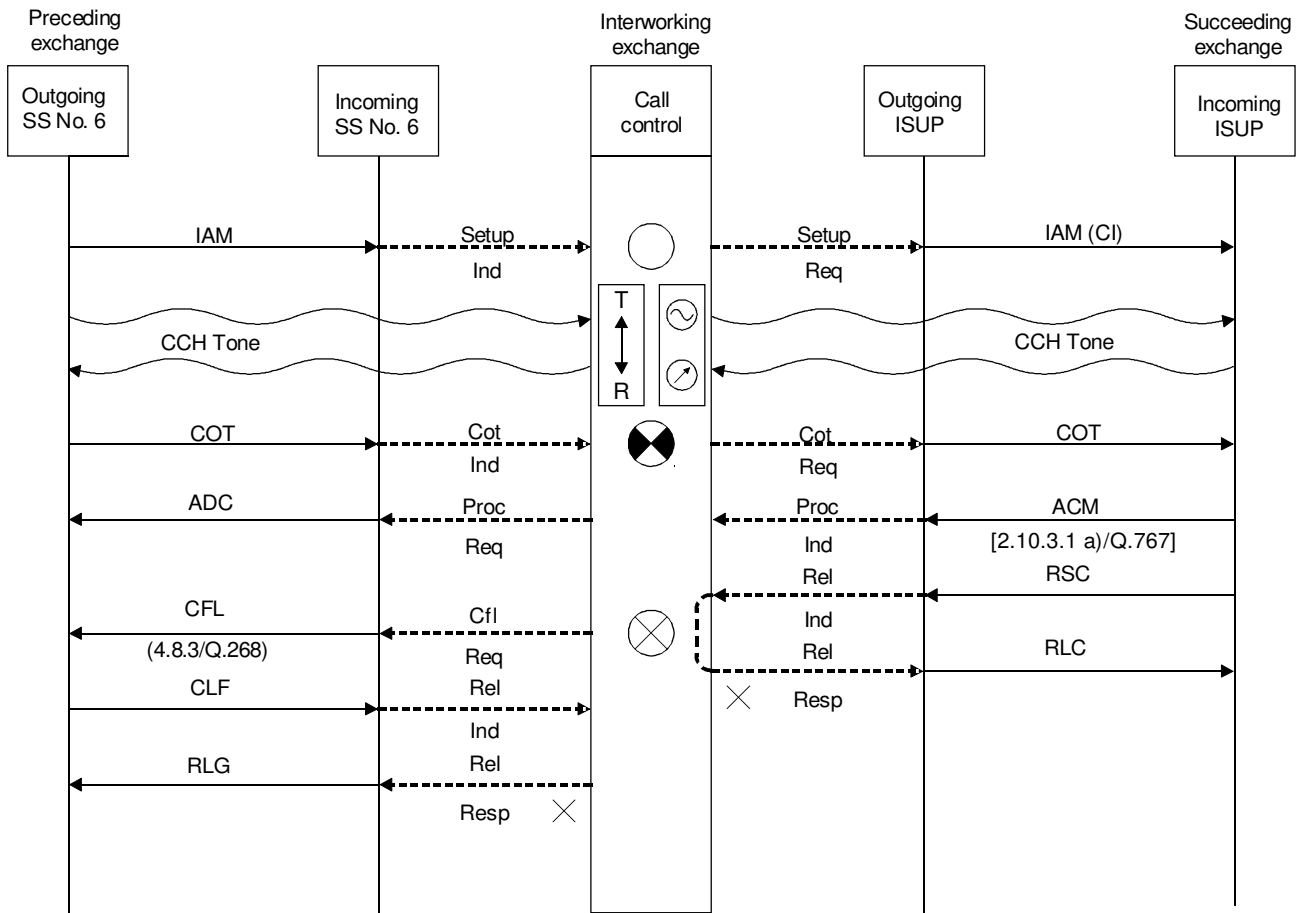 Preceding
exchange
Interworking
exchange
Succeeding
exchange
Outgoing
SS No. 6
Incoming
SS No. 6
Call
control
Outgoing
ISUP
Incoming
ISUP
IAM
Setup
Ind
Setup
Req
IAM (CI)
CCH Tone
T
R
CCH Tone
COT
Cot
Ind
Cot
Req
COT
ADC
Proc
Req
Proc
Ind
ACM
[2.10.3.1 a)/Q.767]
Rel
Ind
RSC
CFL
(4.8.3/Q.268)
Cfl
Req
Rel
Resp
RLC
CLF
Rel
Ind
RLG
Rel
Resp